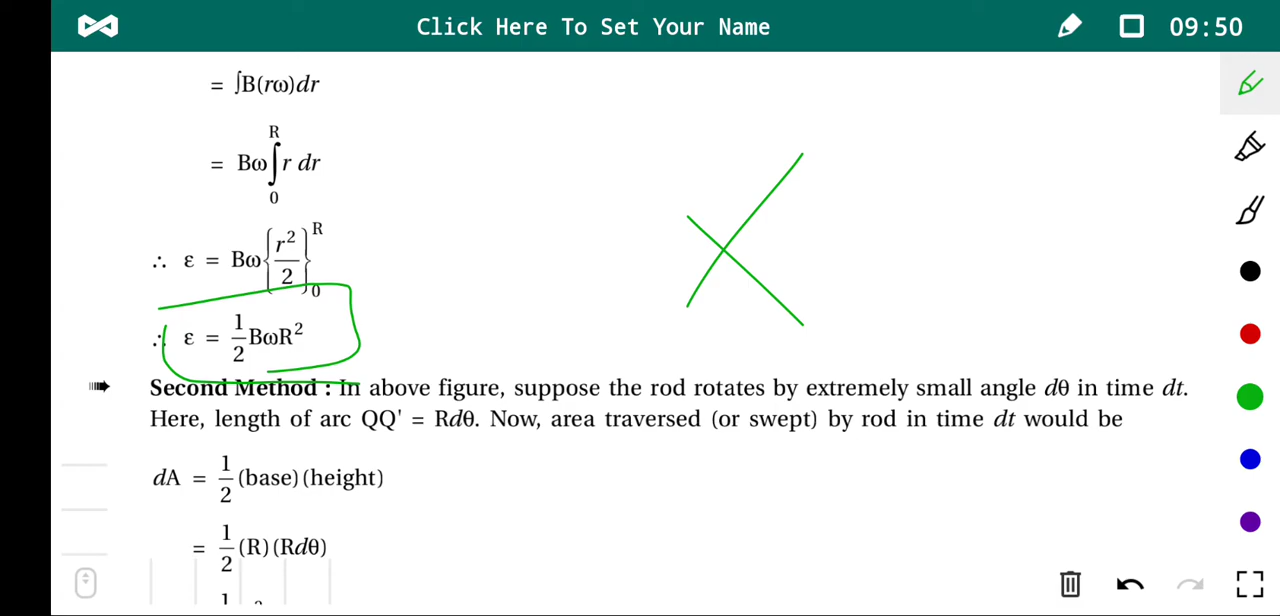 Click Here To Set Your Name
09:50
= ∫B(rω)dr
= Bω∫₀ᴿ r dr
∴ ε = Bω{r²/2}₀ᴿ
∴ ε = 1/2 BωR²
Second Method : In above figure, suppose the rod rotates by extremely small angle dθ in time dt.
Here, length of arc QQ' = Rdθ. Now, area traversed (or swept) by rod in time dt would be
dA = 1/2 (base)(height)
= 1/2 (R)(Rdθ)